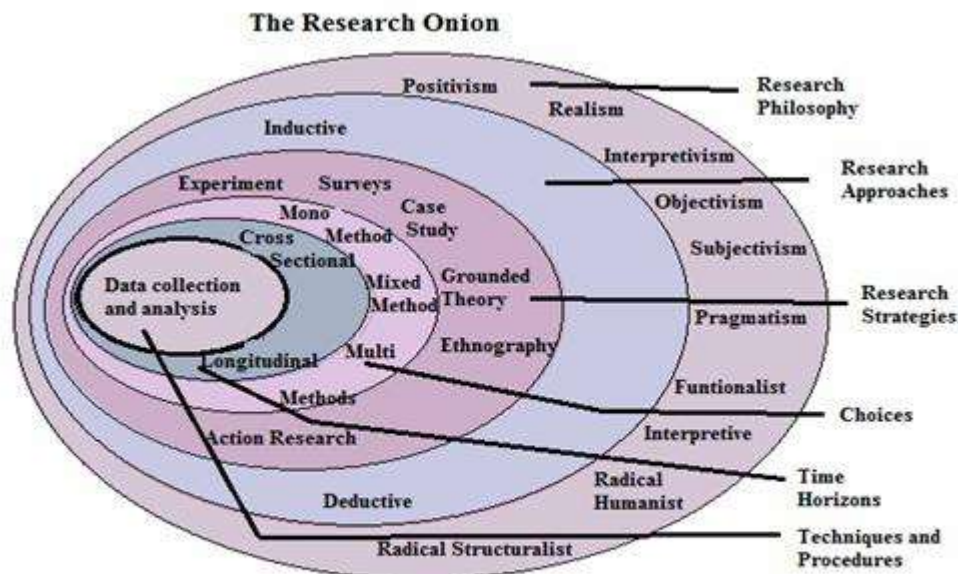 The Research Onion
Positivism
Realism
Interpretivism
Objectivism
Subjectivism
Pragmatism
Funtionalist
Interpretive
Radical
Humanist
Radical Structuralist
Inductive
Deductive
Experiment
Surveys
Case
Study
Grounded
Theory
Ethnography
Action Research
Mono
Method
Mixed
Method
Multi
Methods
Cross
Sectional
Longitudinal
Data collection
and analysis
Research
Philosophy
Research
Approaches
Research
Strategies
Choices
Time
Horizons
Techniques and
Procedures